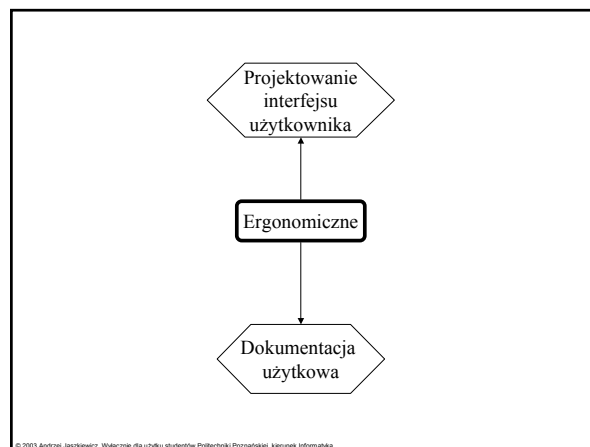 Projektowanie
interfejsu
użytkownika
Ergonomiczne
Dokumentacja
użytkowa
© 2003 Andrzej Jaszkiewicz. Wyłącznie dla użytku studentów Politechniki Poznańskiej, kierunek Informatyka